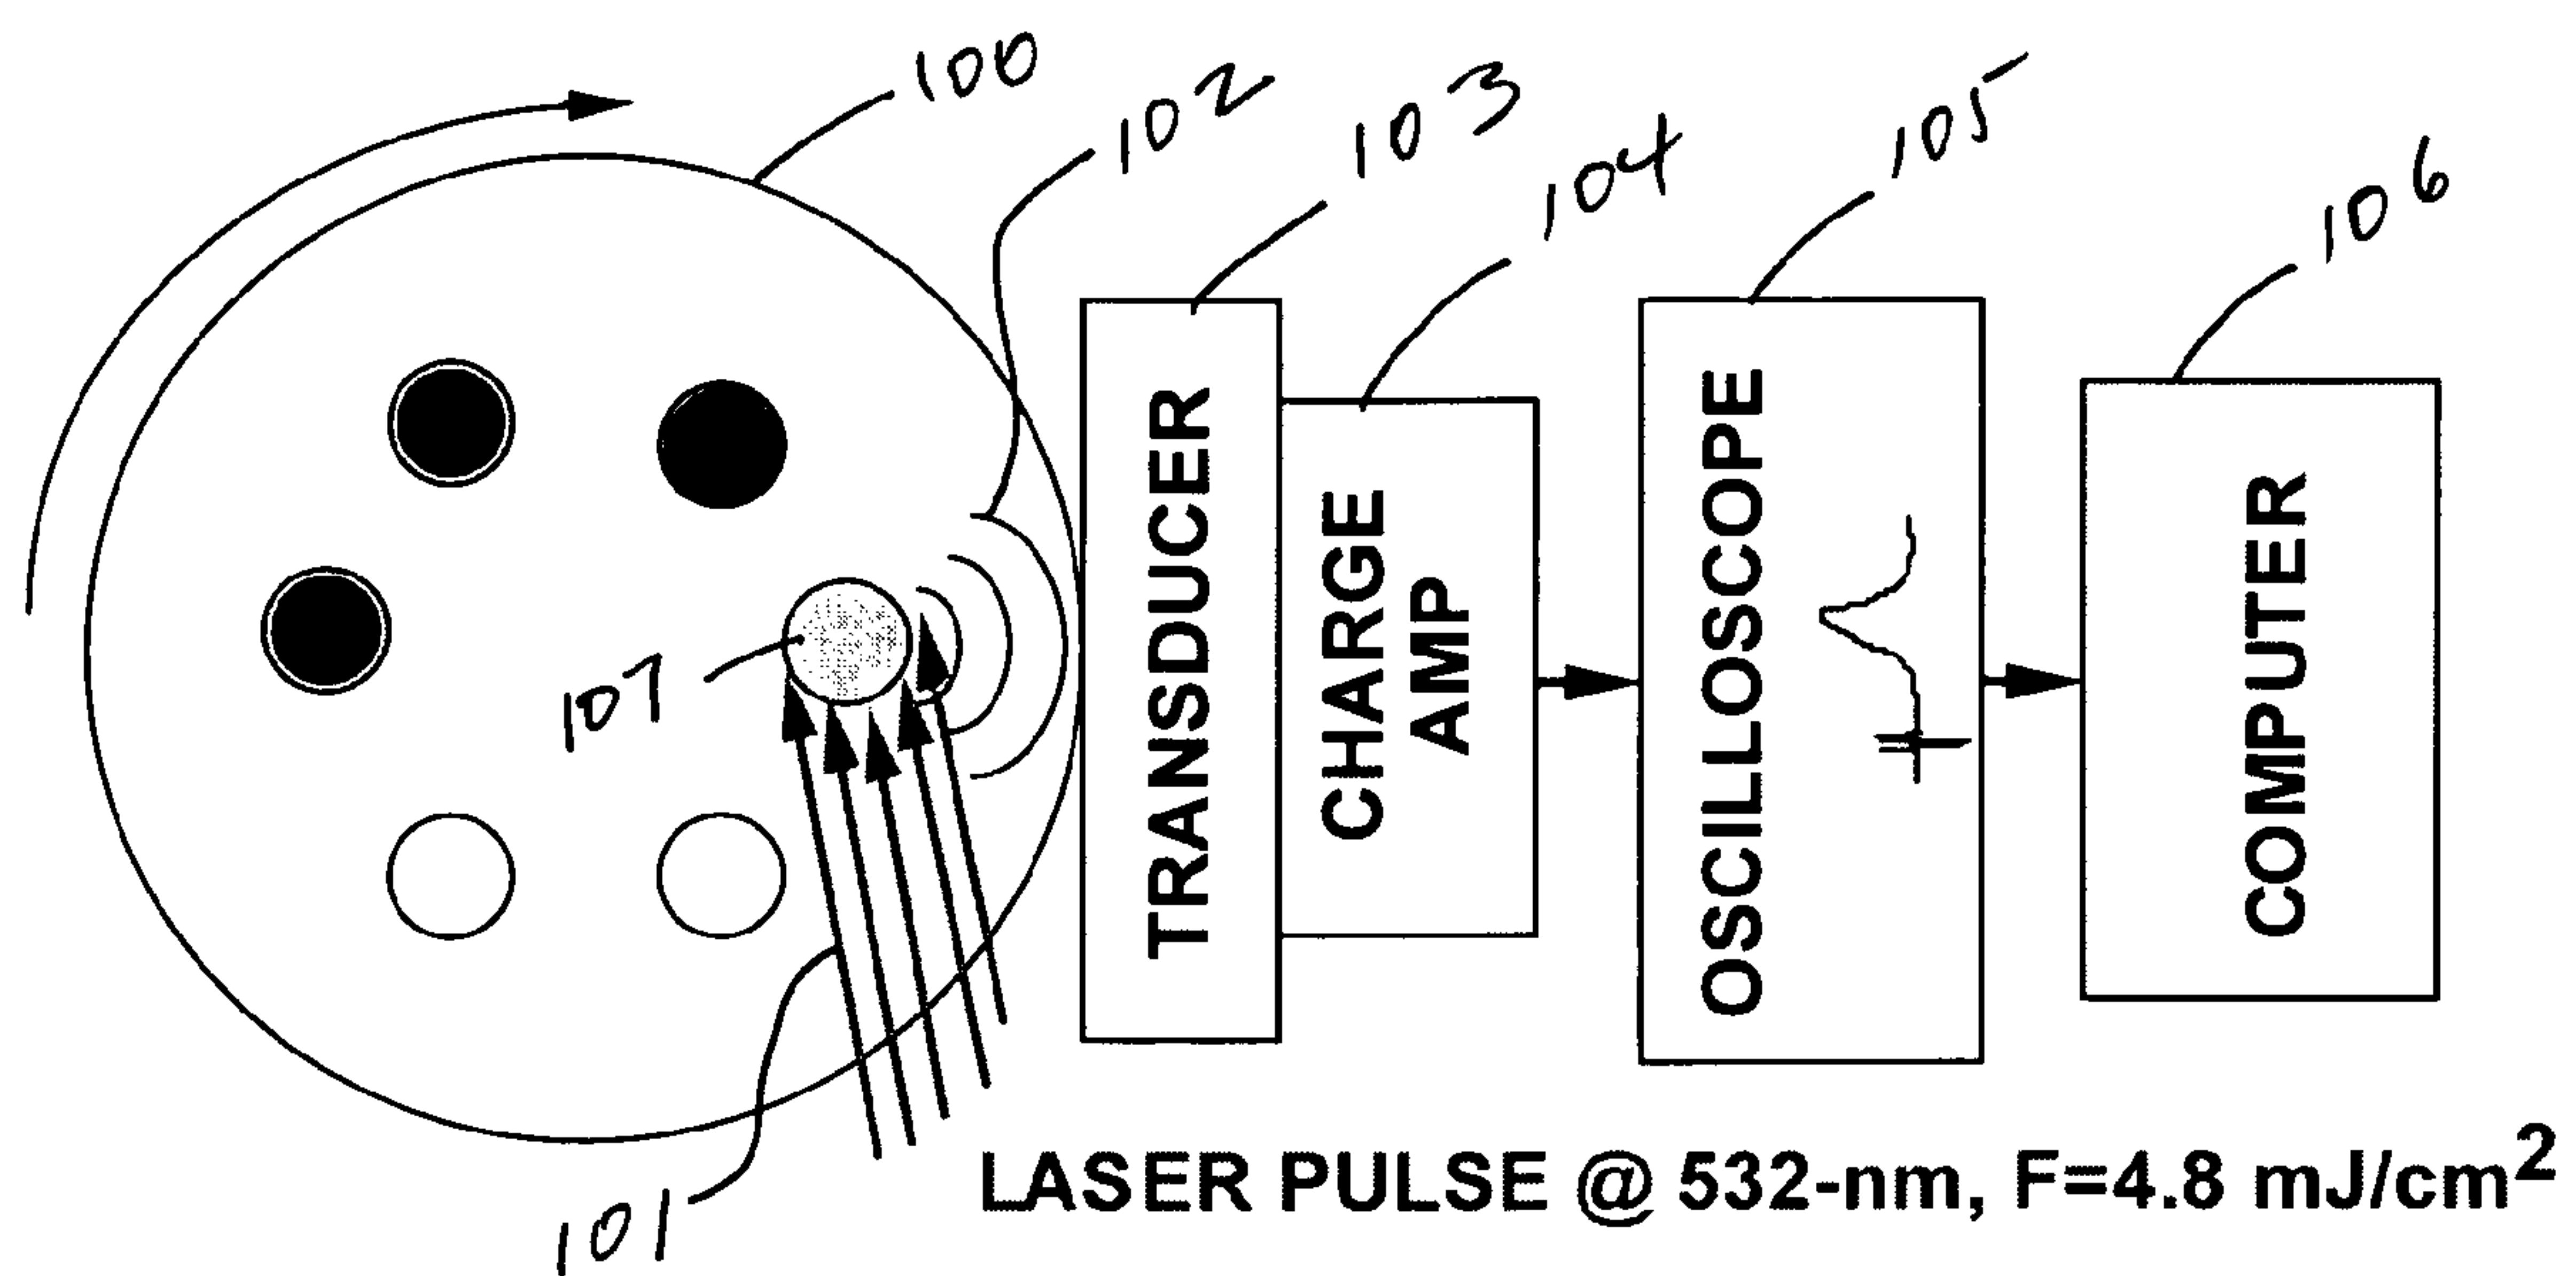 100
102
103
104
105
106
107
101
TRANSDUCER
CHARGE
AMP
OSCILLOSCOPE
COMPUTER
LASER PULSE @ 532-nm, F=4.8 mJ/cm²